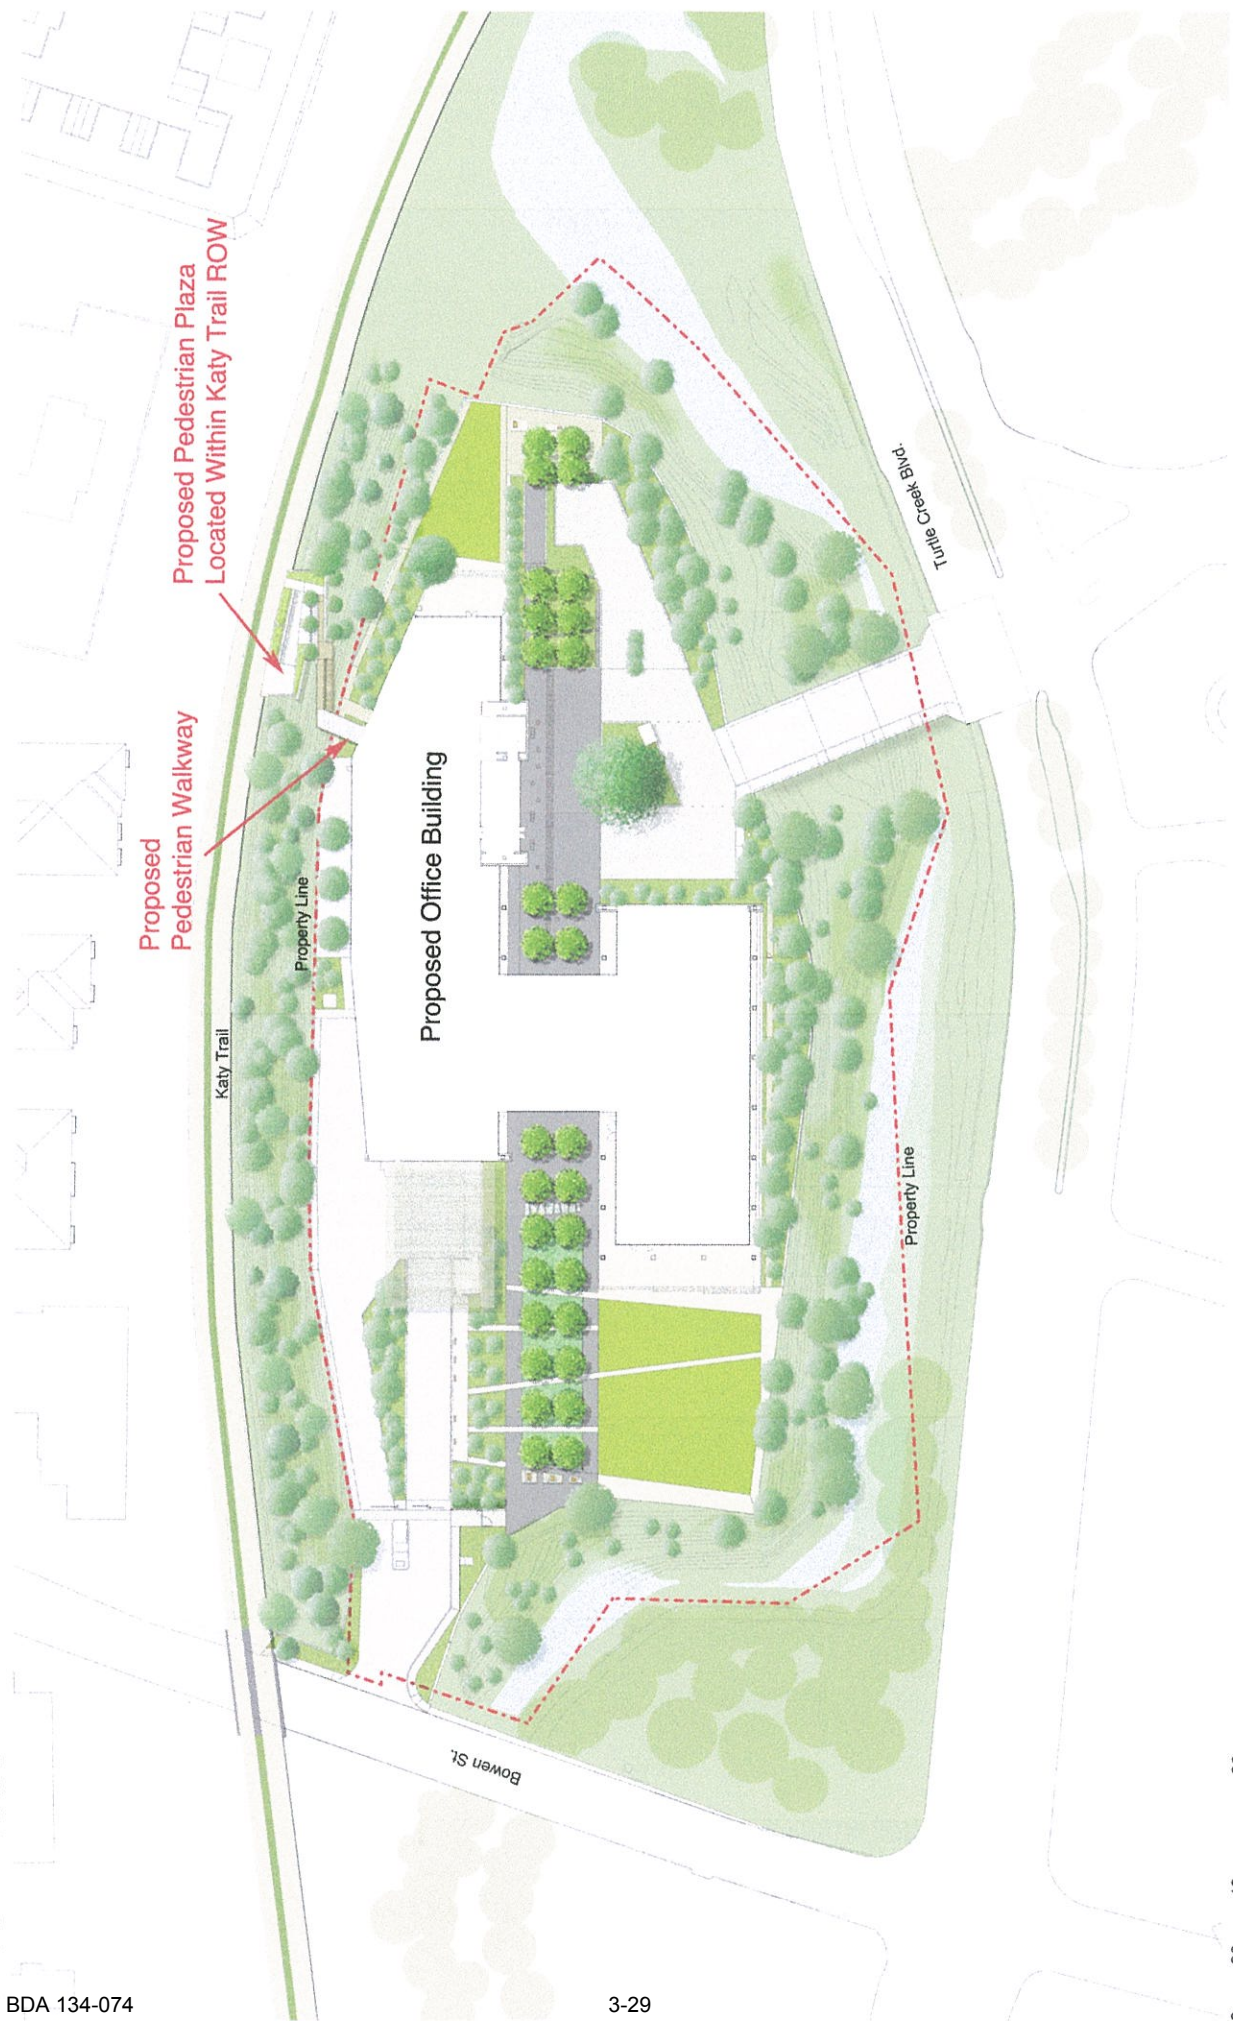 Proposed Pedestrian Plaza
Located Within Katy Trail ROW
Proposed
Pedestrian Walkway
Property Line
Katy Trail
Proposed Office Building
Turtle Creek Blvd.
Property Line
Bowen St.
BDA 134-074
3-29